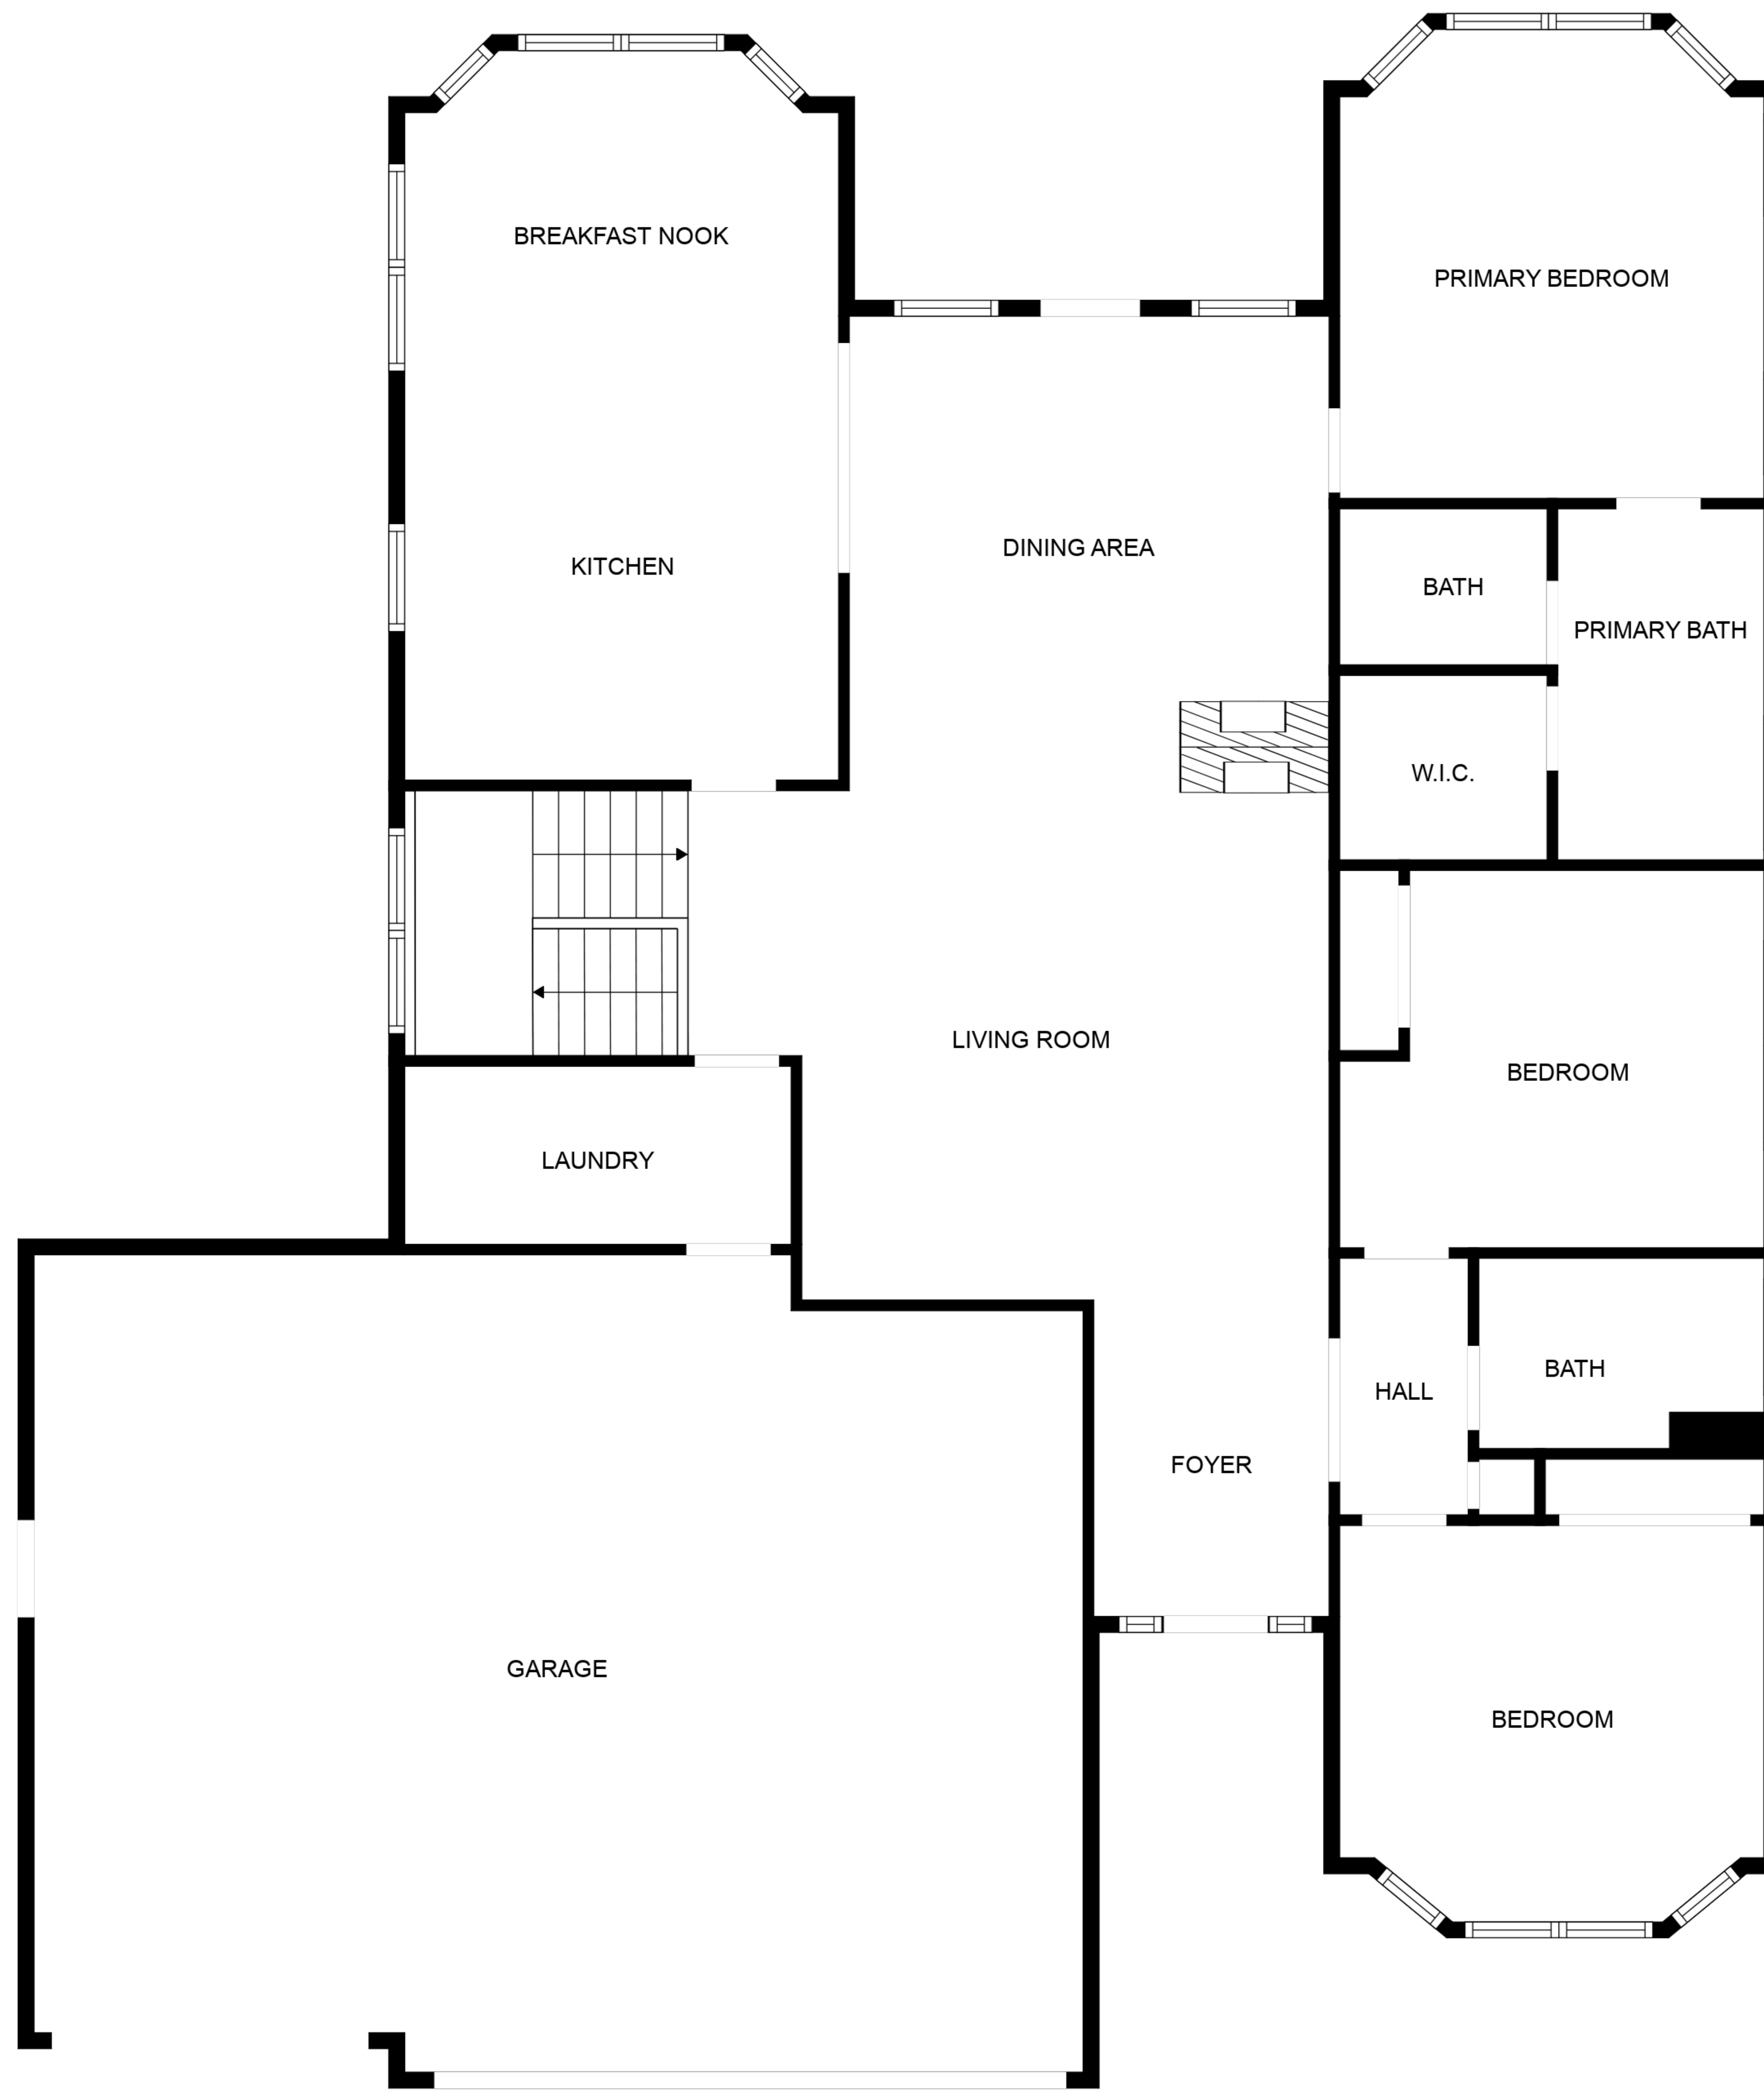 BREAKFAST NOOK
PRIMARY BEDROOM
DINING AREA
KITCHEN
BATH
PRIMARY BATH
W.I.C.
LIVING ROOM
BEDROOM
LAUNDRY
BATH
HALL
FOYER
GARAGE
BEDROOM